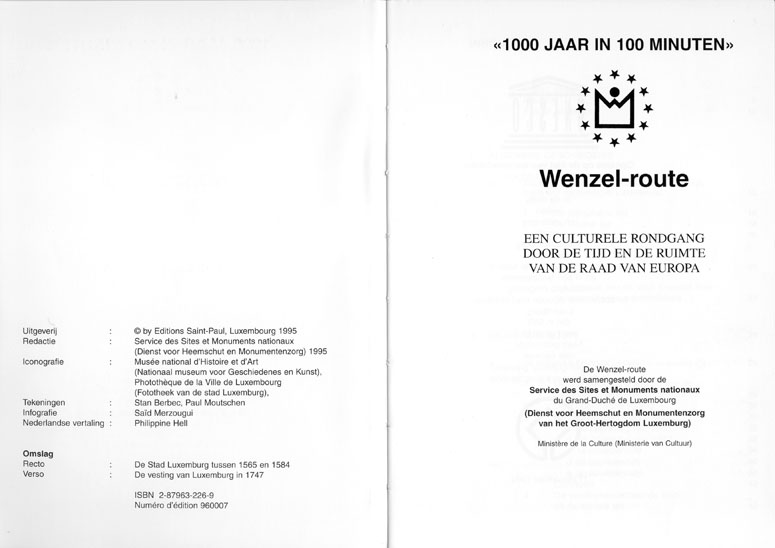 Uitgeverij : © by Editions Saint-Paul, Luxembourg 1995
Redactie : Service des Sites et Monuments nationaux
(Dienst voor Heemschut en Monumentenzorg) 1995
Iconografie : Musée national d'Histoire et d'Art
(Nationaal museum voor Geschiedenes en Kunst),
Photothèque de la Ville de Luxembourg
(Fototheek van de stad Luxemburg),
Tekeningen : Stan Berbec, Paul Moutschen
Infografie : Saïd Merzougui
Nederlandse vertaling : Philippine Hell
Omslag
Recto : De Stad Luxemburg tussen 1565 en 1584
Verso : De vesting van Luxemburg in 1747
ISBN 2-87963-226-9
Numéro d'édition 960007
«1000 JAAR IN 100 MINUTEN»
Wenzel-route
EEN CULTURELE RONDGANG
DOOR DE TIJD EN DE RUIMTE
VAN DE RAAD VAN EUROPA
De Wenzel-route
werd samengesteld door de
Service des Sites et Monuments nationaux
du Grand-Duché de Luxembourg
(Dienst voor Heemschut en Monumentenzorg
van het Groot-Hertogdom Luxemburg)
Ministère de la Culture (Ministerie van Cultuur)